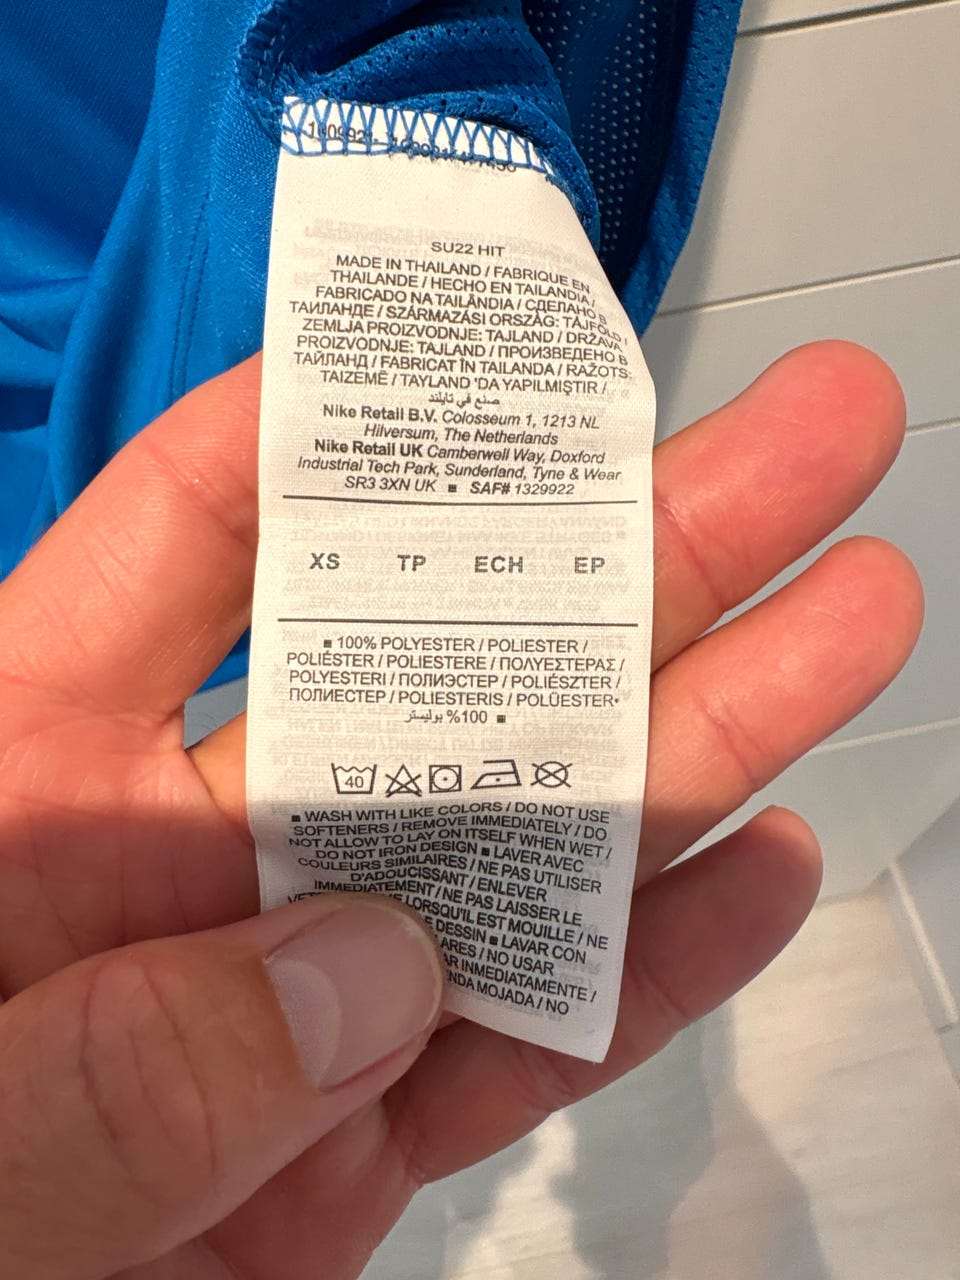 SU22 HIT
MADE IN THAILAND / FABRIQUE EN
THAILANDE / HECHO EN TAILANDIA /
FABRICADO NA TAILÂNDIA / СДЕЛАНО В
ТАИЛАНДЕ / SZÁRMAZÁSI ORSZÁG: TÁJFÖLD /
ZEMLJA PROIZVODNJE: TAJLAND / DRŽAVA
PROIZVODNJE: TAJLAND / ПРОИЗВЕДЕНО В
ТАЙЛАНД / FABRICAT ÎN TAILANDA / RAŽOTS:
TAIZEMĒ / TAYLAND 'DA YAPILMIŞTIR /
صنع في تايلند
Nike Retail B.V. Colosseum 1, 1213 NL
Hilversum, The Netherlands
Nike Retail UK Camberwell Way, Doxford
Industrial Tech Park, Sunderland, Tyne & Wear
SR3 3XN UK ■ SAF# 1329922
XS TP ECH EP
■ 100% POLYESTER / POLIESTER /
POLIÉSTER / POLIESTERE / ΠΟΛΥΕΣΤΕΡΑΣ /
POLYESTERI / ПОЛИЭСТЕР / POLIÉSZTER /
ПОЛИЕСТЕР / POLIESTERIS / POLÜESTER•
■ 100% بوليستر
40
■ WASH WITH LIKE COLORS / DO NOT USE
SOFTENERS / REMOVE IMMEDIATELY / DO
NOT ALLOW TO LAY ON ITSELF WHEN WET /
DO NOT IRON DESIGN ■ LAVER AVEC
COULEURS SIMILAIRES / NE PAS UTILISER
D'ADOUCISSANT / ENLEVER
IMMEDIATEMENT / NE PAS LAISSER LE
LORSQU'IL EST MOUILLE / NE
DESSIN ■ LAVAR CON
/ NO USAR
INMEDIATAMENTE /
MOJADA / NO